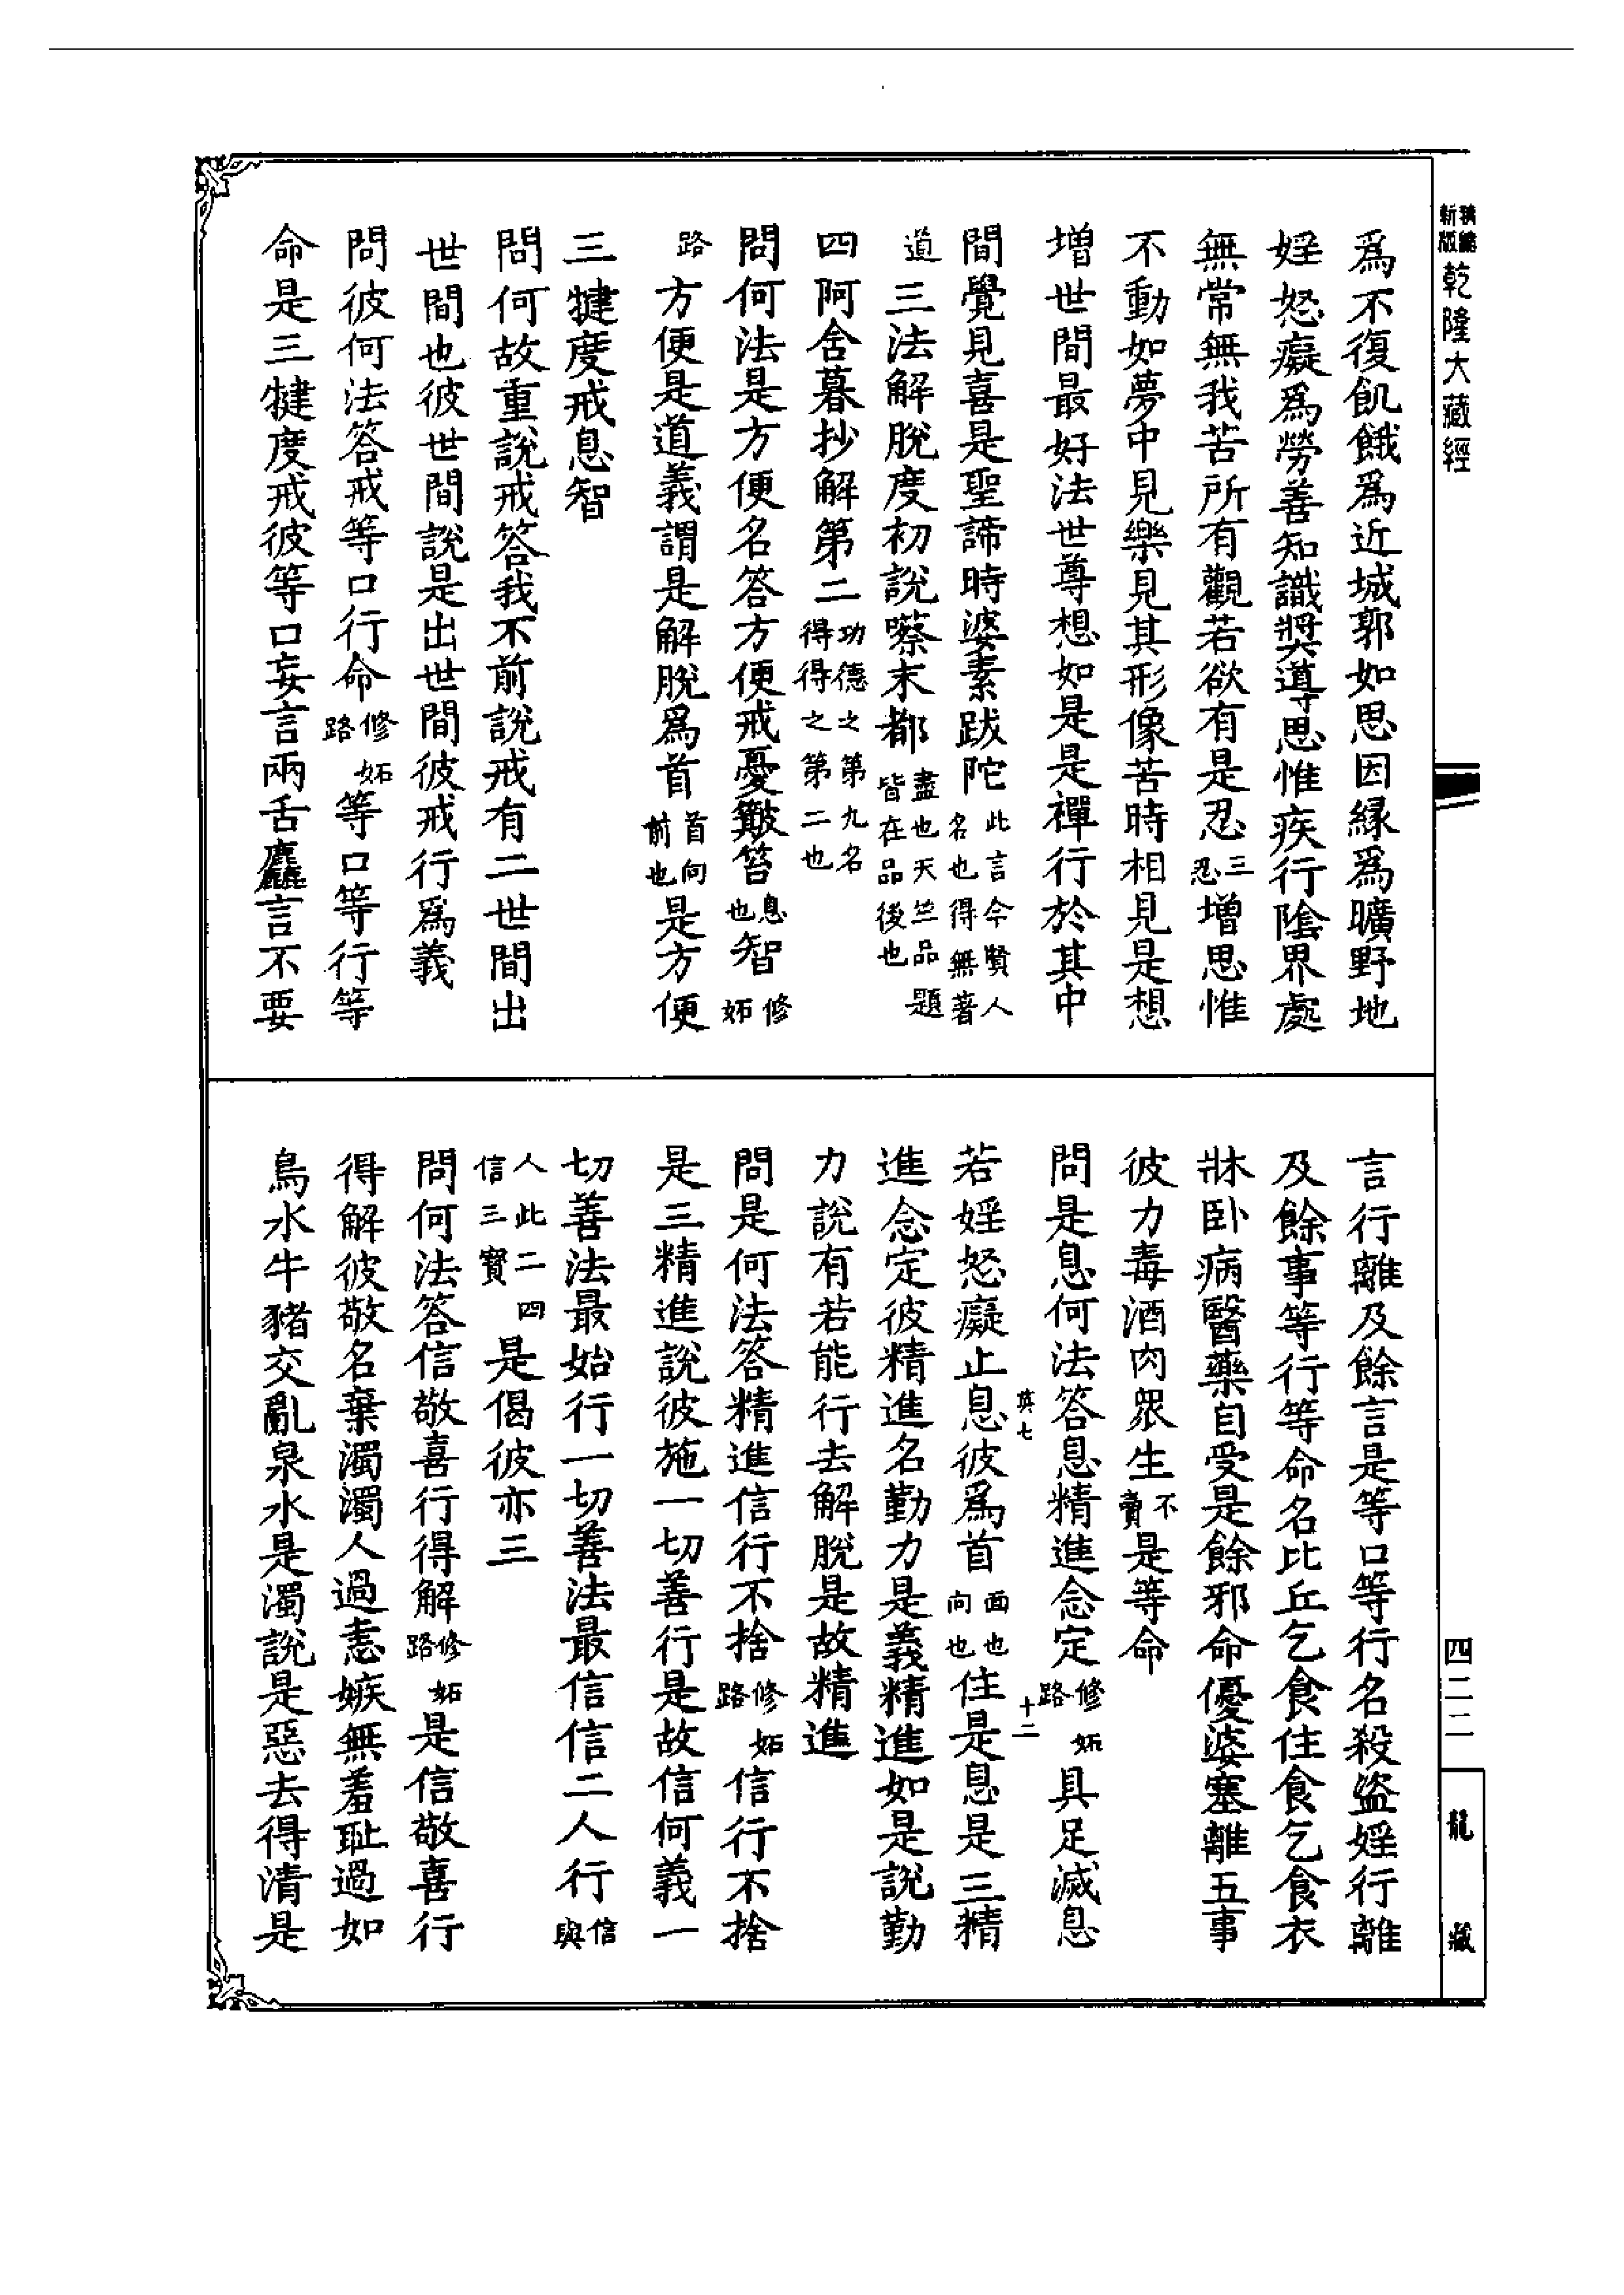 新版
精縮
乾隆大藏經
為不復飢餓為近城郭如思因緣為曠野地
婬怒癡為勞善知識獎導思惟疾行陰界處
無常無我苦所有觀若欲有是忍三忍增思惟
不動如夢中見樂見其形像苦時相見是想
增世間最好法世尊想如是是禪行於其中
間覺見喜是聖諦時婆素跋陀此言今賢人名也得無著
道三法解脫度初說䌨末都盡也天竺品題皆在品後也
四阿舍暮抄解第二功德之第九名得得之第二也
問何法是方便名答方便戒憂㪇笞息也智修妬
路方便是道義謂是解脫為首首向前也是方便
三犍度戒息智
問何故重說戒答我不前說戒有二世間出
世間也彼世間說是出世間彼戒行為義
問彼何法答戒等口行命修妬路等口等行等
命是三犍度戒彼等口妄言兩舌麤言不要
言行離及餘言是等口等行名殺盜婬行離
及餘事等行等命名比丘乞食住食乞食衣
牀卧病醫藥自受是餘邪命優婆塞離五事
彼力毒酒肉眾生不賣是等命
問是息何法答息精進念定修妬路具足滅息
若婬怒癡止息彼為首面也向也住是息是三精
英七
十二
進念定彼精進名勤力是義精進如是說勤
力說有若能行去解脫是故精進
問是何法答精進信行不捨修妬路信行不捨
是三精進說彼施一切善行是故信何義一
切善法最始行一切善法最信信二人行信與
人此二四信三寶是偈彼亦三
問何法答信敬喜行得解修妬路是信敬喜行
得解彼敬名棄濁濁人過恚嫉無羞恥過如
鳥水牛豬交亂泉水是濁說是惡去得清是
四二二
龍藏